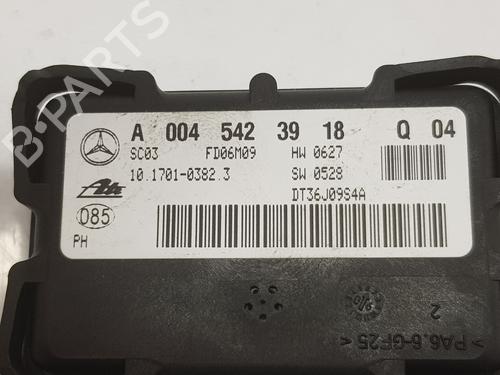 A 004 542 39 18 Q 04
SC03 FD06M09 HW 0627
10.1701-0382.3 SW 0528
DT36J09S4A
Ate
D85
PH
2
>PA6.6-GF25<
B-PARTS